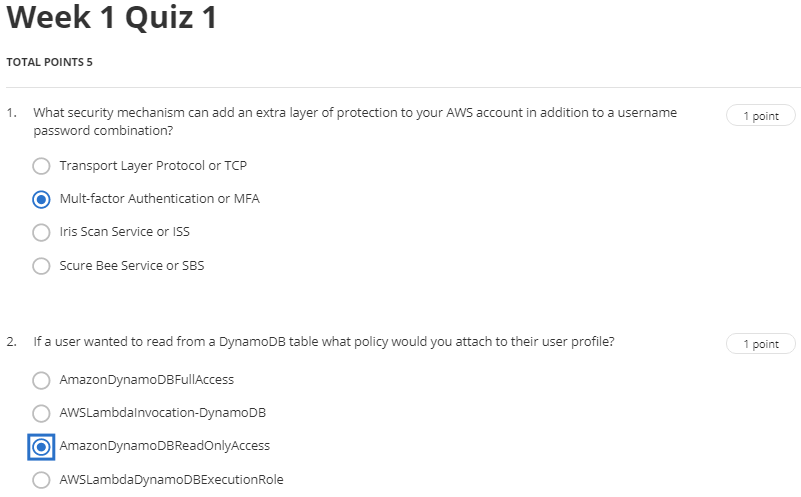 Week 1 Quiz 1
TOTAL POINTS 5
1. What security mechanism can add an extra layer of protection to your AWS account in addition to a username
password combination?
1 point
Transport Layer Protocol or TCP
Mult-factor Authentication or MFA
Iris Scan Service or ISS
Scure Bee Service or SBS
2. If a user wanted to read from a DynamoDB table what policy would you attach to their user profile?
1 point
AmazonDynamoDBFullAccess
AWSLambdaInvocation-DynamoDB
AmazonDynamoDBReadOnlyAccess
AWSLambdaDynamoDBExecutionRole